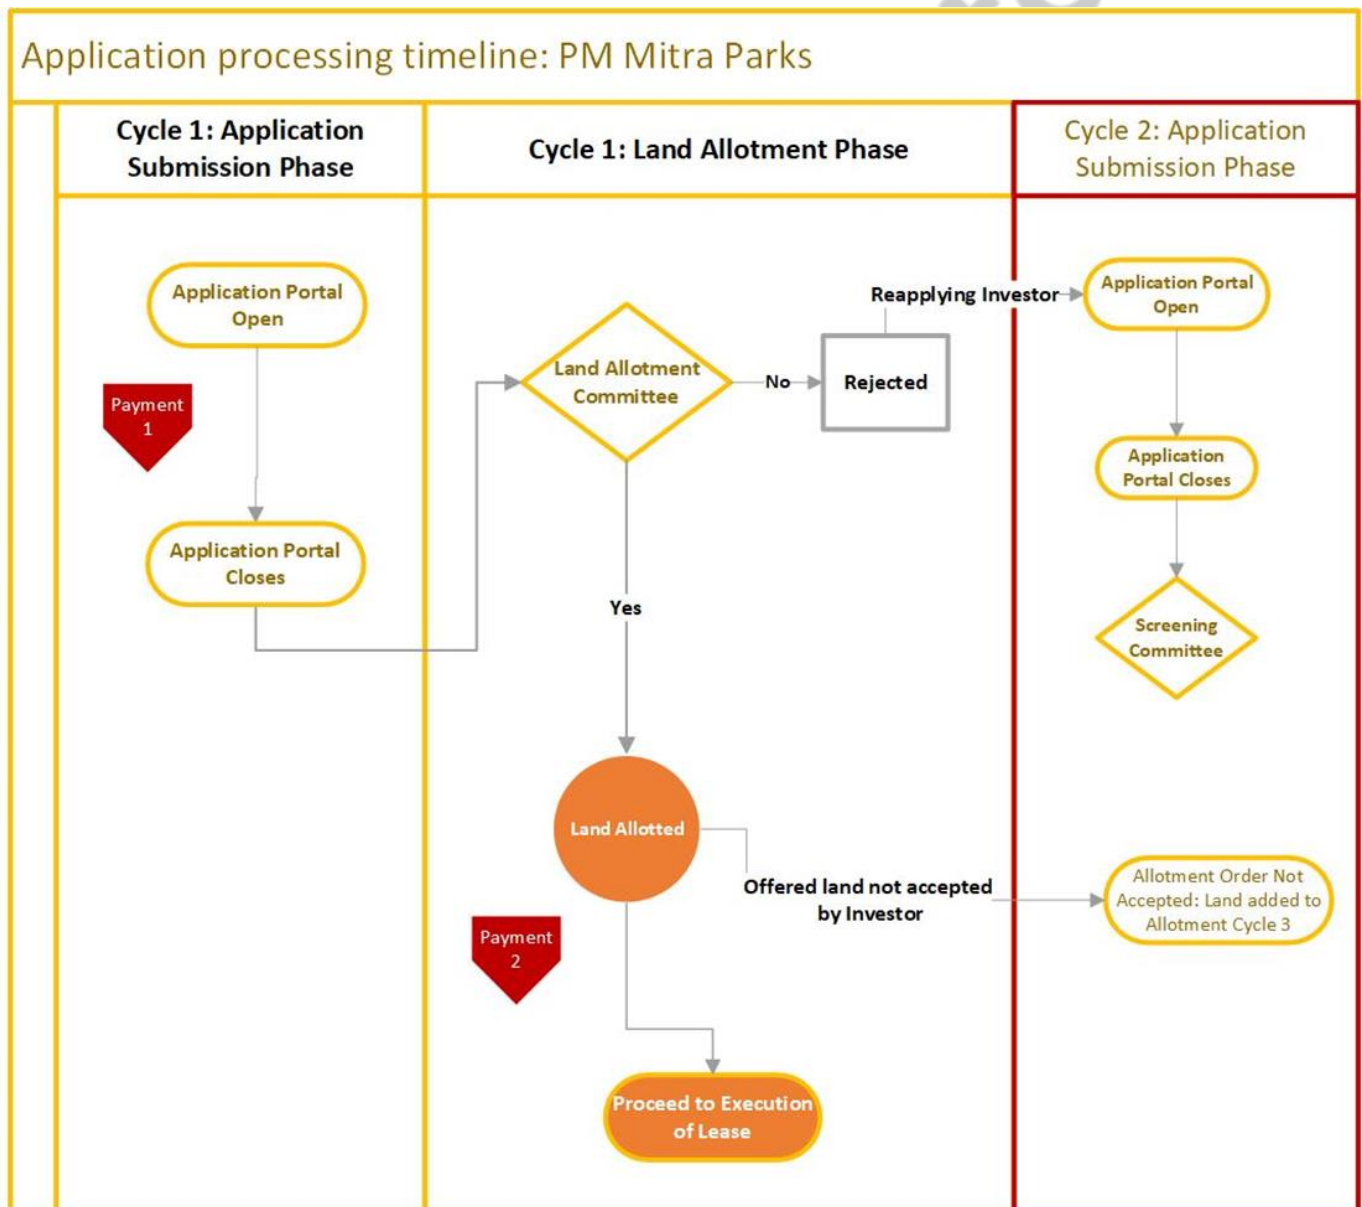 Application processing timeline: PM Mitra Parks
Cycle 1: Application
Submission Phase
Cycle 1: Land Allotment Phase
Cycle 2: Application
Submission Phase
Application Portal
Open
Payment
1
Application Portal
Closes
Land Allotment
Committee
No
Rejected
Reapplying Investor
Yes
Land Allotted
Offered land not accepted
by Investor
Payment
2
Proceed to Execution
of Lease
Application Portal
Open
Application
Portal Closes
Screening
Committee
Allotment Order Not
Accepted: Land added to
Allotment Cycle 3